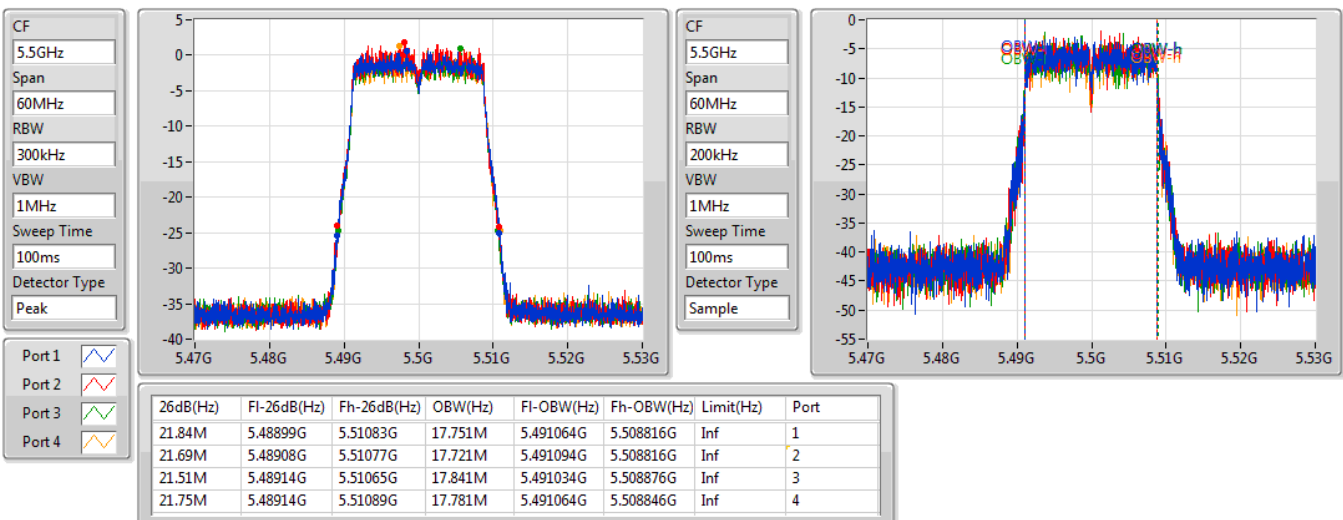 CF
5.5GHz
Span
60MHz
RBW
300kHz
VBW
1MHz
Sweep Time
100ms
Detector Type
Peak
5
0
-5
-10
-15
-20
-25
-30
-35
-40
5.47G 5.48G 5.49G 5.5G 5.51G 5.52G 5.53G
CF
5.5GHz
Span
60MHz
RBW
200kHz
VBW
1MHz
Sweep Time
100ms
Detector Type
Sample
0
-5
-10
-15
-20
-25
-30
-35
-40
-45
-50
-55
5.47G 5.48G 5.49G 5.5G 5.51G 5.52G 5.53G
Port 1
Port 2
Port 3
Port 4
26dB(Hz) Fl-26dB(Hz) Fh-26dB(Hz) OBW(Hz) Fl-OBW(Hz) Fh-OBW(Hz) Limit(Hz) Port
21.84M 5.48899G 5.51083G 17.751M 5.491064G 5.508816G Inf 1
21.69M 5.48908G 5.51077G 17.721M 5.491094G 5.508816G Inf 2
21.51M 5.48914G 5.51065G 17.841M 5.491034G 5.508876G Inf 3
21.75M 5.48914G 5.51089G 17.781M 5.491064G 5.508846G Inf 4